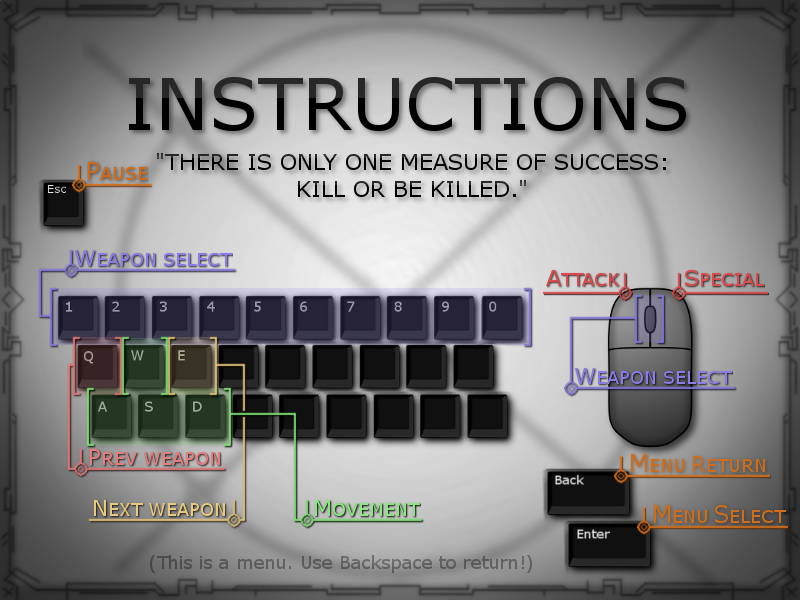 INSTRUCTIONS
"THERE IS ONLY ONE MEASURE OF SUCCESS:
KILL OR BE KILLED."
Pause
Esc
Weapon select
1 2 3 4 5 6 7 8 9 0
Q W E
A S D
Prev weapon
Next weapon
Movement
Attack
Special
Weapon select
Menu Return
Back
Menu Select
Enter
(This is a menu. Use Backspace to return!)